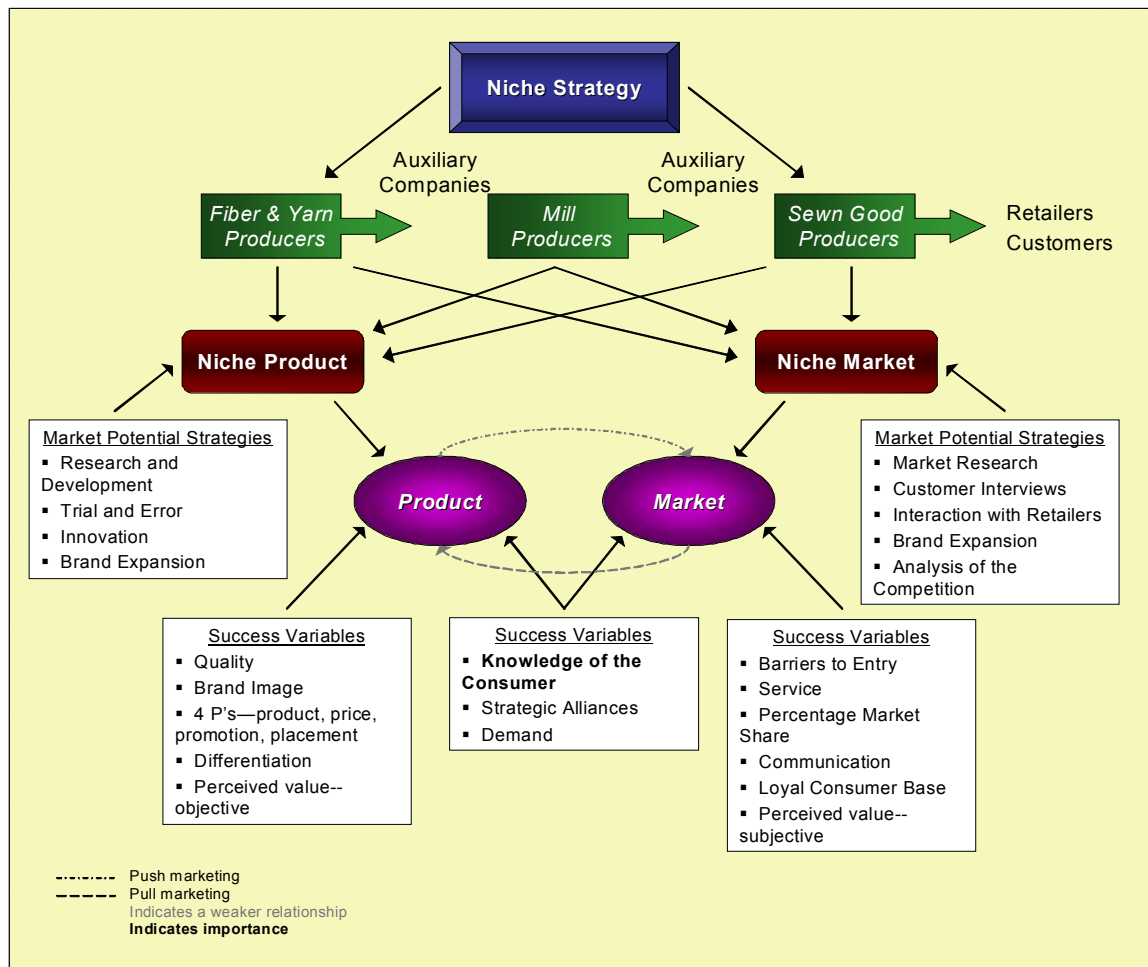 Niche Strategy
Auxiliary
Companies
Auxiliary
Companies
Fiber & Yarn
Producers
Mill
Producers
Sewn Good
Producers
Retailers
Customers
Niche Product
Niche Market
Market Potential Strategies
▪ Research and
Development
▪ Trial and Error
▪ Innovation
▪ Brand Expansion
Product
Market
Market Potential Strategies
▪ Market Research
▪ Customer Interviews
▪ Interaction with Retailers
▪ Brand Expansion
▪ Analysis of the
Competition
Success Variables
▪ Quality
▪ Brand Image
▪ 4 P's—product, price,
promotion, placement
▪ Differentiation
▪ Perceived value--
objective
Success Variables
▪ Knowledge of the
Consumer
▪ Strategic Alliances
▪ Demand
Success Variables
▪ Barriers to Entry
▪ Service
▪ Percentage Market
Share
▪ Communication
▪ Loyal Consumer Base
▪ Perceived value--
subjective
Push marketing
Pull marketing
Indicates a weaker relationship
Indicates importance